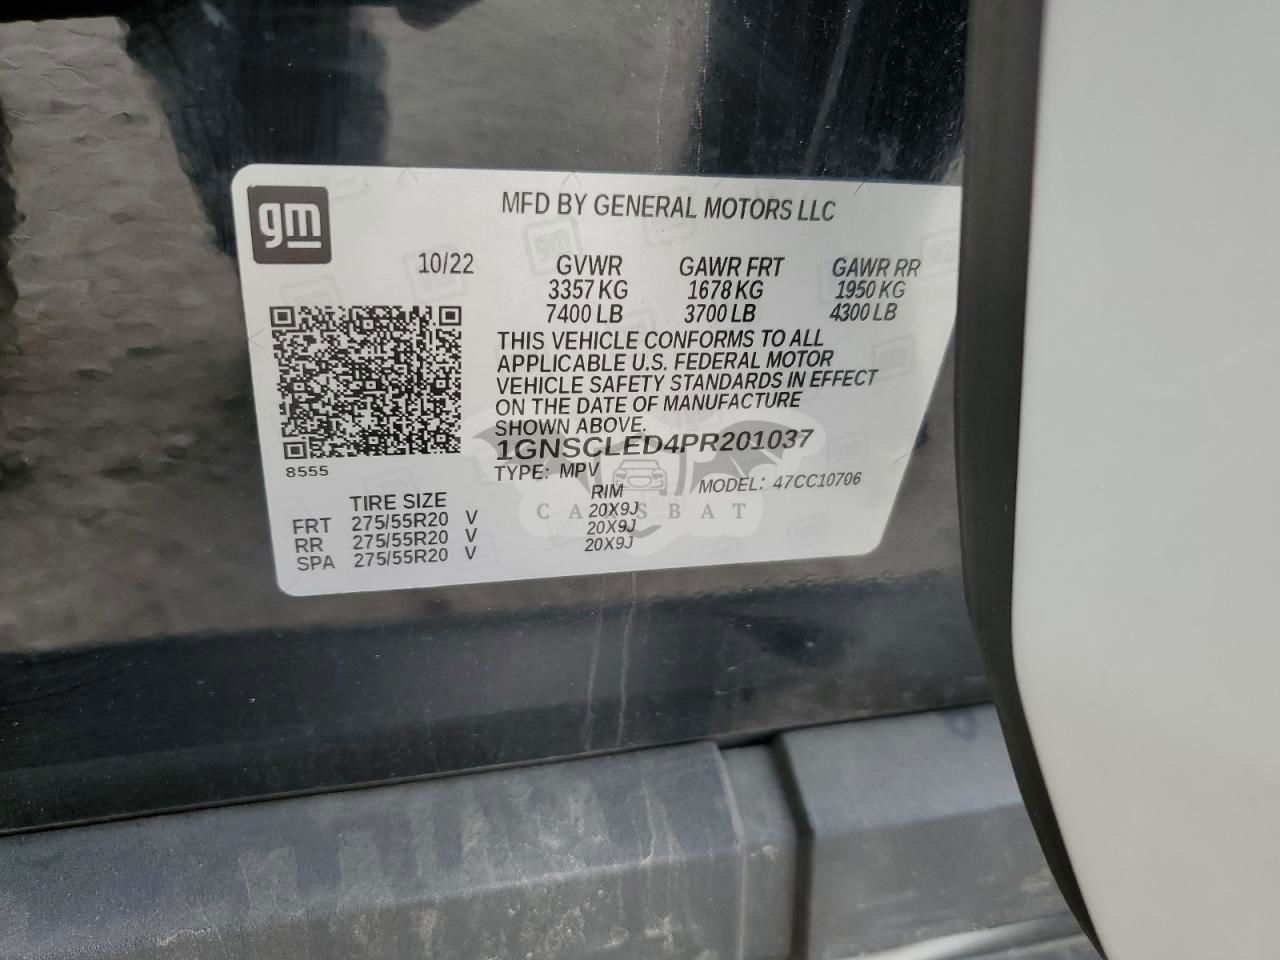 gm
MFD BY GENERAL MOTORS LLC
10/22 GVWR GAWR FRT GAWR RR
3357 KG 1678 KG 1950 KG
7400 LB 3700 LB 4300 LB
THIS VEHICLE CONFORMS TO ALL
APPLICABLE U.S. FEDERAL MOTOR
VEHICLE SAFETY STANDARDS IN EFFECT
ON THE DATE OF MANUFACTURE
SHOWN ABOVE.
1GNSCLED4PR201037
8555
TYPE: MPV MODEL: 47CC10706
TIRE SIZE RIM
FRT 275/55R20 V 20X9J
RR 275/55R20 V 20X9J
SPA 275/55R20 V 20X9J
CARSBAT